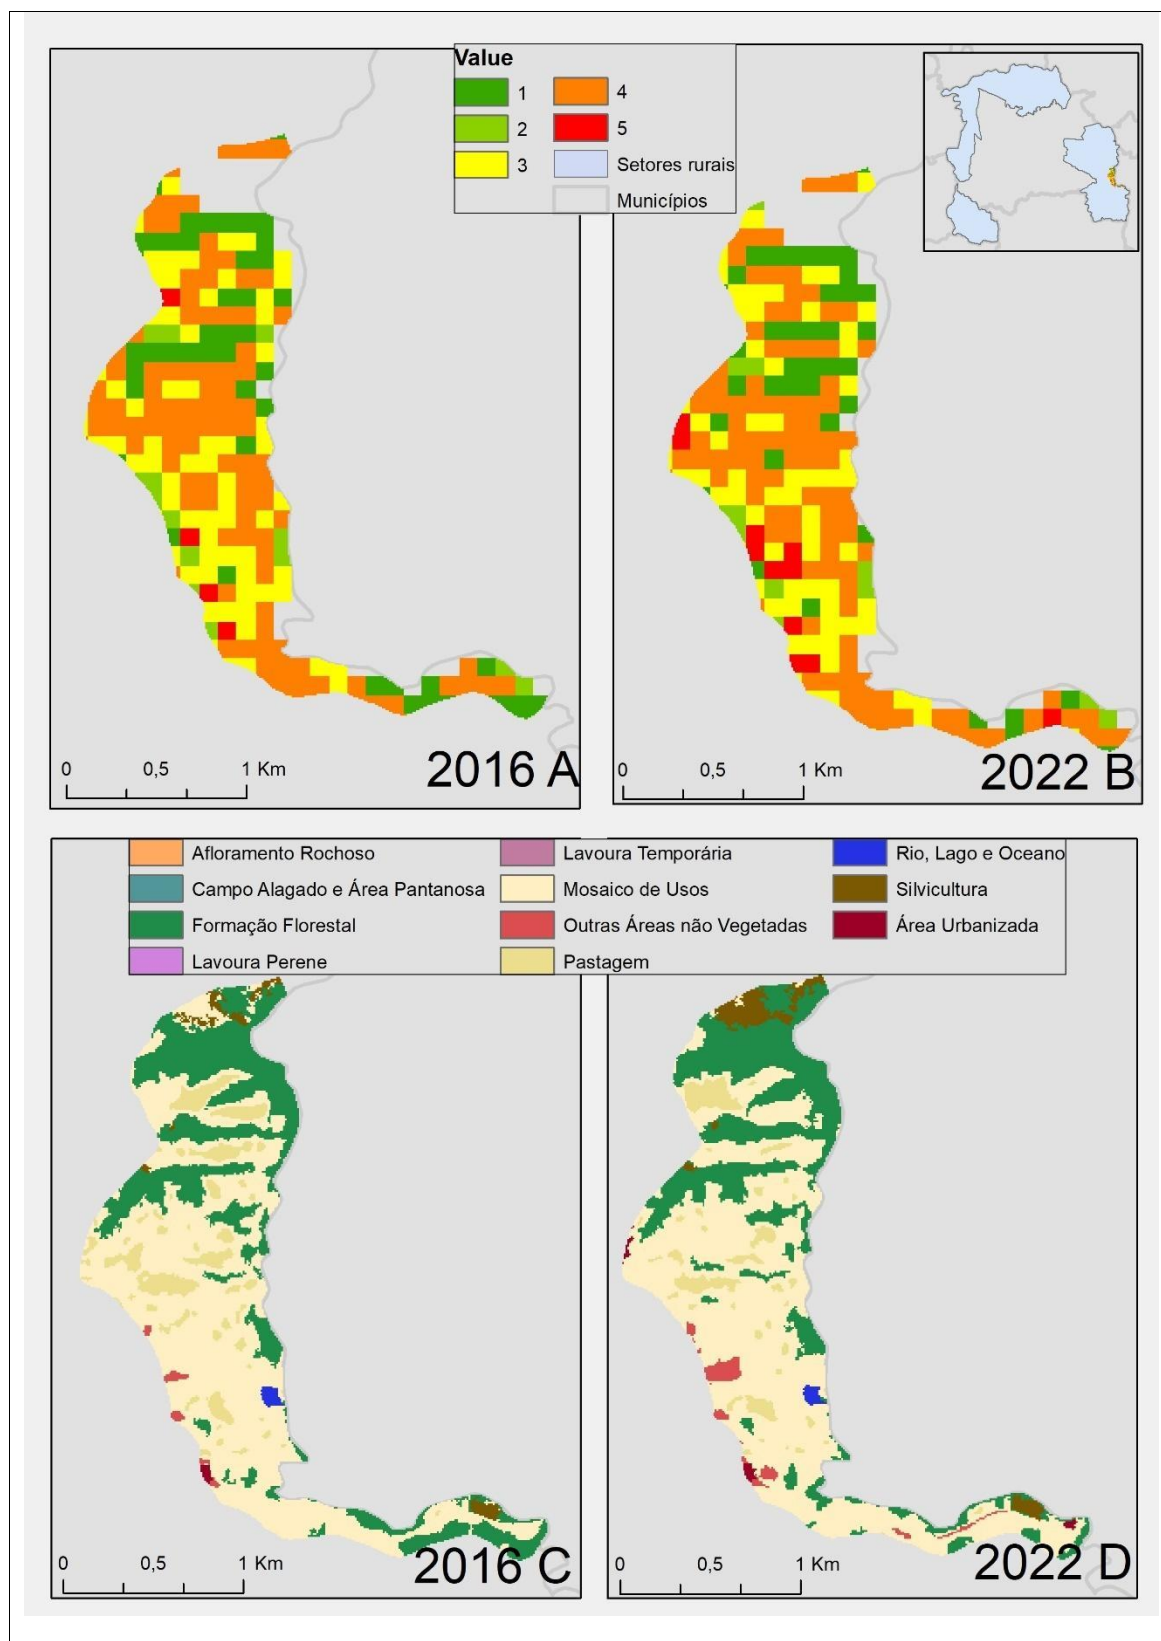 Value
1 4
2 5
3 Setores rurais
Municípios
0 0,5 1 Km
2016 A
0 0,5 1 Km
2022 B
Afloramento Rochoso Lavoura Temporária Rio, Lago e Oceano
Campo Alagado e Área Pantanosa Mosaico de Usos Silvicultura
Formação Florestal Outras Áreas não Vegetadas Área Urbanizada
Lavoura Perene Pastagem
0 0,5 1 Km
2016 C
0 0,5 1 Km
2022 D